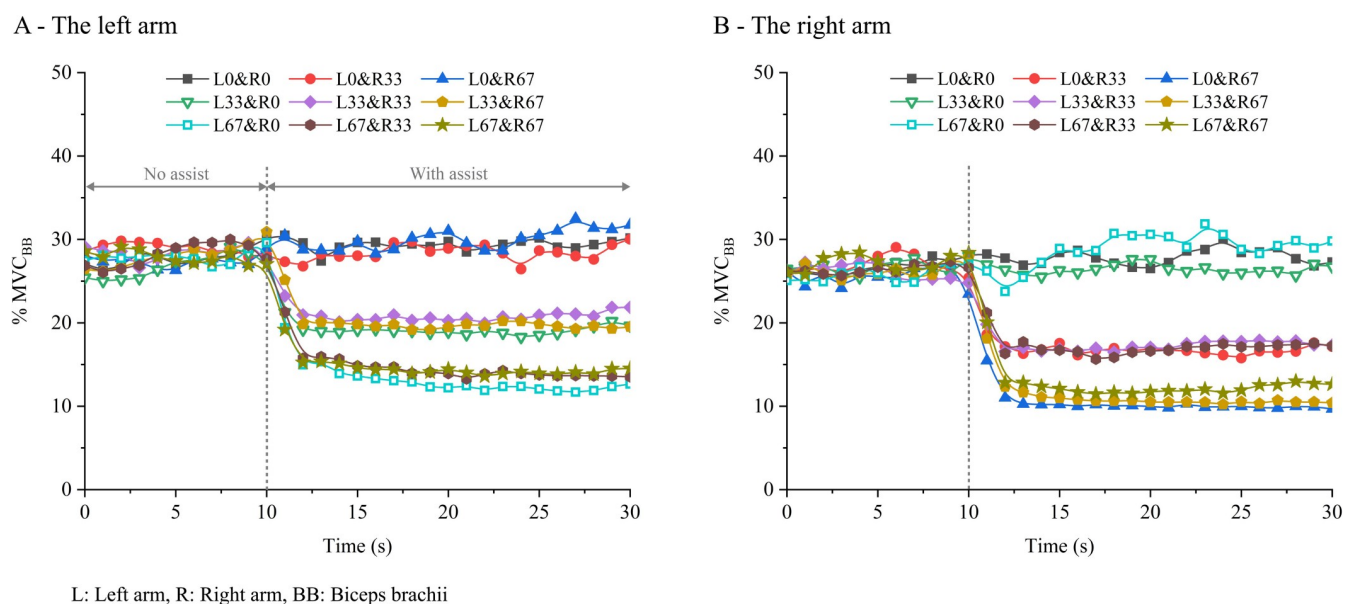 A - The left arm
50
40
30
20
10
0
% MVC_BB
L0&R0 L0&R33 L0&R67
L33&R0 L33&R33 L33&R67
L67&R0 L67&R33 L67&R67
No assist With assist
0 5 10 15 20 25 30
Time (s)
B - The right arm
50
40
30
20
10
0
% MVC_BB
L0&R0 L0&R33 L0&R67
L33&R0 L33&R33 L33&R67
L67&R0 L67&R33 L67&R67
0 5 10 15 20 25 30
Time (s)
L: Left arm, R: Right arm, BB: Biceps brachii